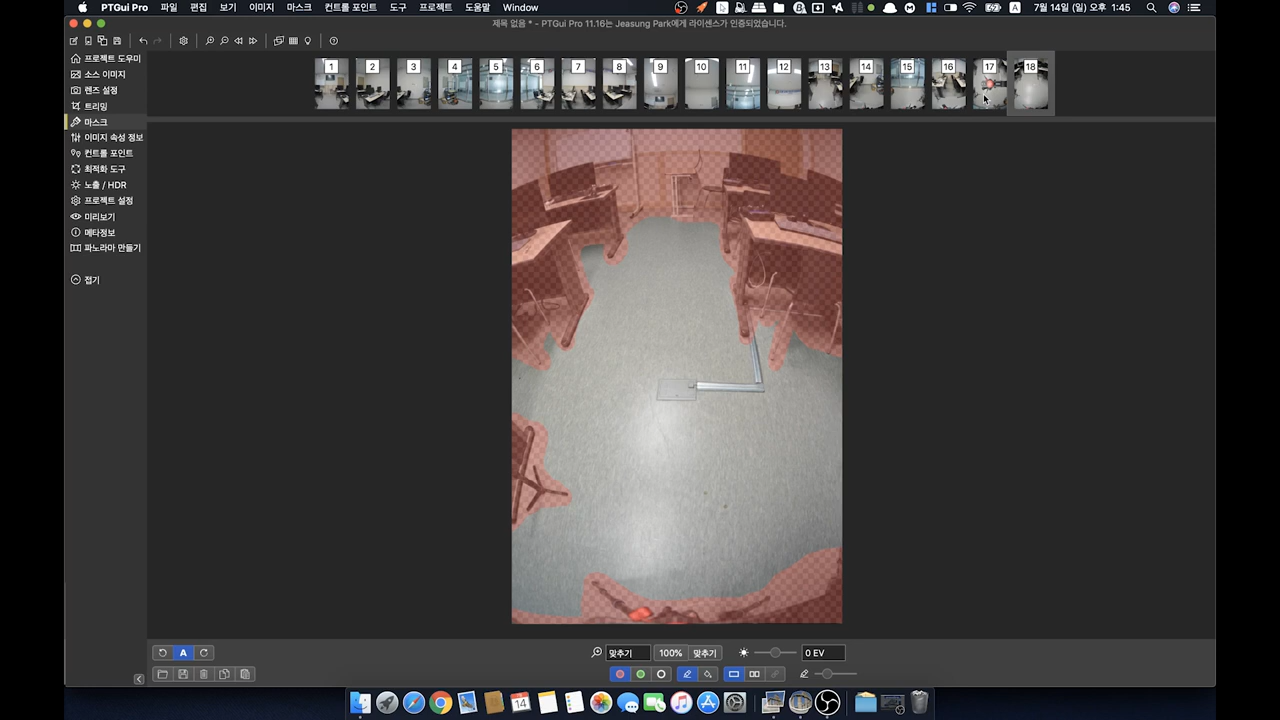 PTGui Pro 파일 편집 보기 이미지 마스크 컨트롤 포인트 도구 프로젝트 도움말 Window 7월 14일 (일) 오후 1:45
제목 없음 * - PTGui Pro 11.16는 Jeasung Park에게 라이센스가 인증되었습니다.
프로젝트 도우미
소스 이미지
렌즈 설정
트리밍
마스크
이미지 속성 정보
컨트롤 포인트
최적화 도구
노출 / HDR
프로젝트 설정
미리보기
메타정보
파노라마 만들기
접기
1 2 3 4 5 6 7 8 9 10 11 12 13 14 15 16 17 18
A 맞추기 100% 맞추기 0 EV
14